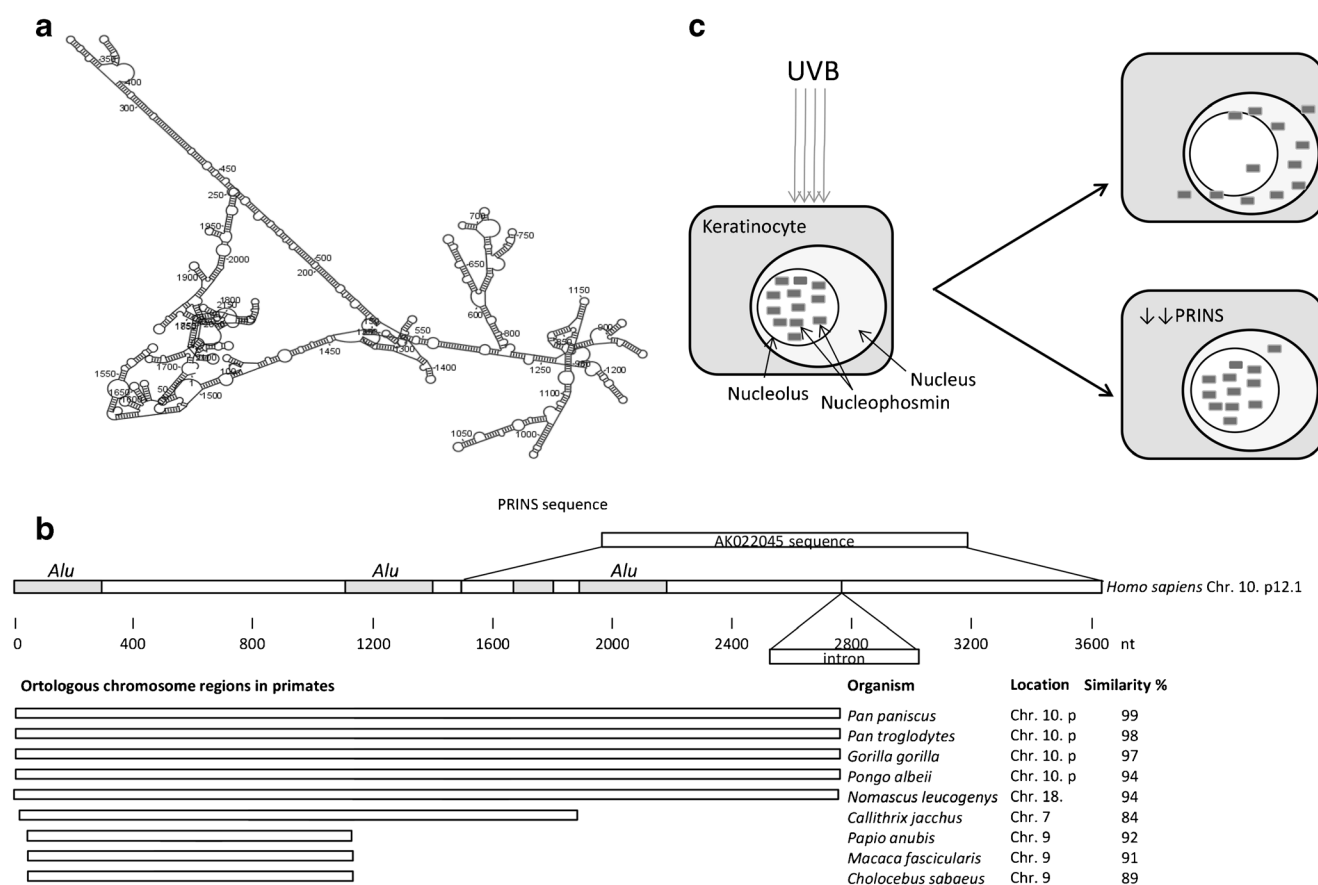 a
350
400
300
450
250
1950
2000
1900
500
200
1450
550
1300
1400
100
1550
1700
1650
50
1
1500
700
750
650
600
800
1150
900
1250
1200
1100
1050
1000
c
UVB
Keratinocyte
Nucleolus
Nucleophosmin
Nucleus
↓↓PRINS
PRINS sequence
b
AK022045 sequence
Alu Alu Alu
Homo sapiens Chr. 10. p12.1
0 400 800 1200 1600 2000 2400 2800 3200 3600 nt
intron
Ortologous chromosome regions in primates Organism Location Similarity %
Pan paniscus Chr. 10. p 99
Pan troglodytes Chr. 10. p 98
Gorilla gorilla Chr. 10. p 97
Pongo albeii Chr. 10. p 94
Nomascus leucogenys Chr. 18. 94
Callithrix jacchus Chr. 7 84
Papio anubis Chr. 9 92
Macaca fascicularis Chr. 9 91
Cholocebus sabaeus Chr. 9 89